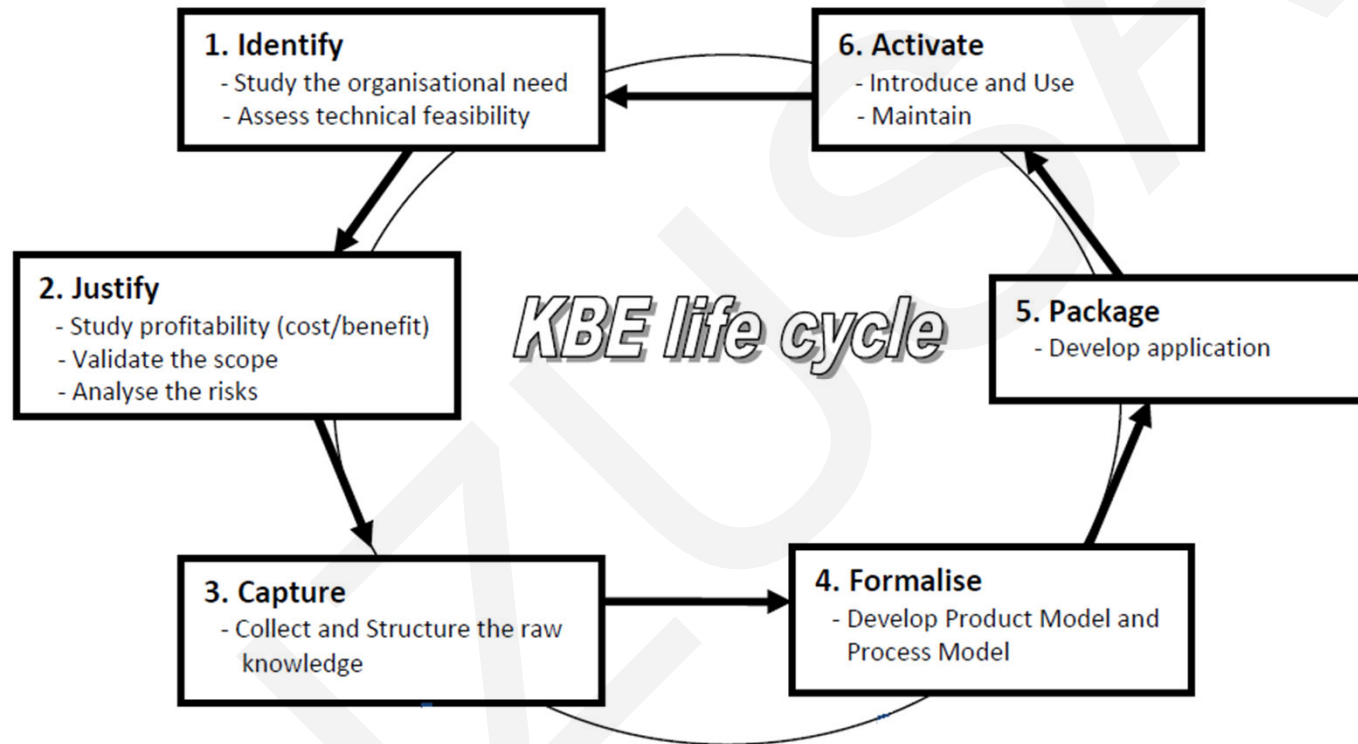 1. Identify
- Study the organisational need
- Assess technical feasibility
2. Justify
- Study profitability (cost/benefit)
- Validate the scope
- Analyse the risks
3. Capture
- Collect and Structure the raw
knowledge
4. Formalise
- Develop Product Model and
Process Model
5. Package
- Develop application
6. Activate
- Introduce and Use
- Maintain
KBE life cycle